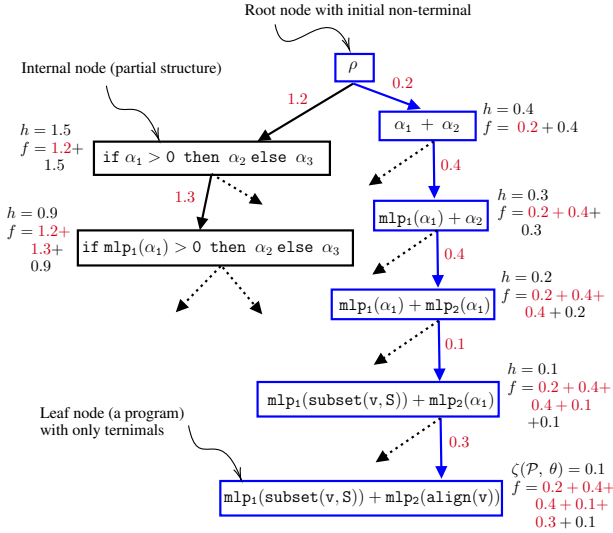 Root node with initial non-terminal
ρ
Internal node (partial structure)
1.2
0.2
h = 0.4
f = 0.2 + 0.4
α₁ + α₂
h = 1.5
f = 1.2+
1.5
if α₁ > 0 then α₂ else α₃
0.4
1.3
h = 0.3
f = 0.2 + 0.4+
0.3
mlp₁(α₁) + α₂
h = 0.9
f = 1.2+
1.3+
0.9
if mlp₁(α₁) > 0 then α₂ else α₃
0.4
h = 0.2
f = 0.2 + 0.4+
0.4 + 0.2
mlp₁(α₁) + mlp₂(α₁)
0.1
h = 0.1
f = 0.2 + 0.4+
0.4 + 0.1
+0.1
mlp₁(subset(v, S)) + mlp₂(α₁)
Leaf node (a program)
with only ternimals
0.3
ζ(P, θ) = 0.1
f = 0.2 + 0.4+
0.4 + 0.1+
0.3 + 0.1
mlp₁(subset(v, S)) + mlp₂(align(v))